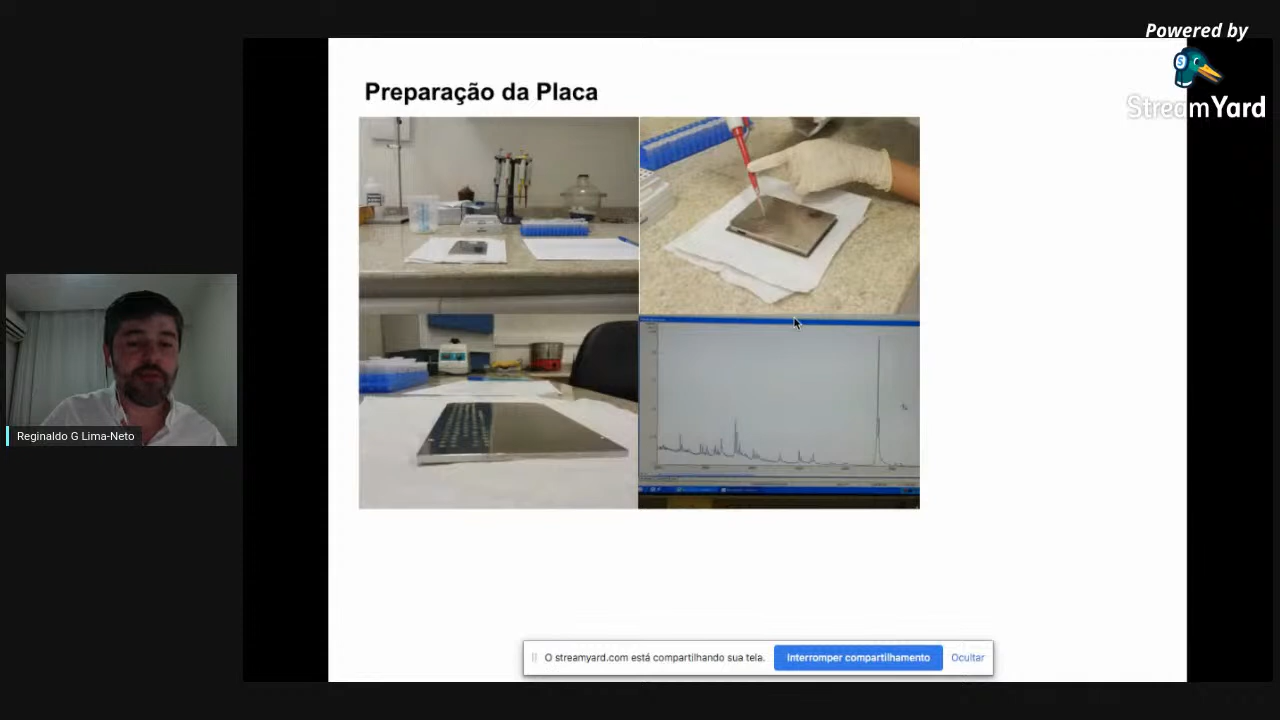 Powered by
StreamYard
Preparação da Placa
Reginaldo G Lima-Neto
O streamyard.com está compartilhando sua tela.
Interromper compartilhamento
Ocultar